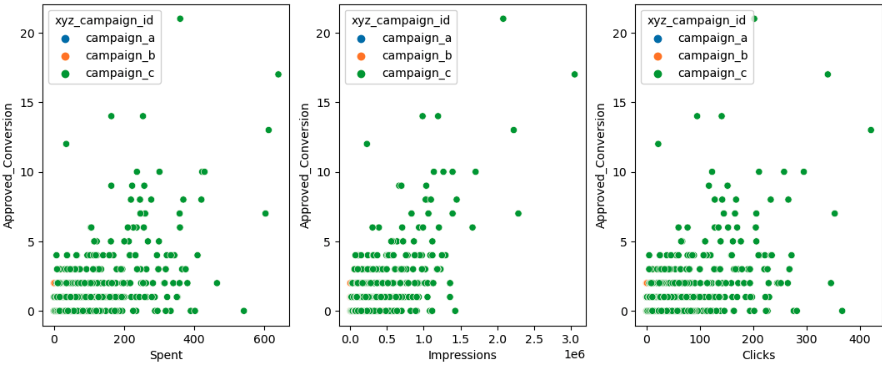 xyz_campaign_id
campaign_a
campaign_b
campaign_c
Approved_Conversion
20
15
10
5
0
0
200
400
600
Spent
xyz_campaign_id
campaign_a
campaign_b
campaign_c
Approved_Conversion
20
15
10
5
0
0.0
0.5
1.0
1.5
2.0
2.5
3.0
1e6
Impressions
xyz_campaign_id
campaign_a
campaign_b
campaign_c
Approved_Conversion
20
15
10
5
0
0
100
200
300
400
Clicks